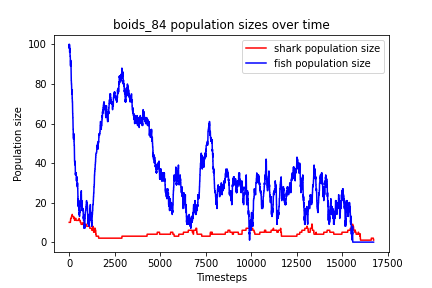 boids_84 population sizes over time
shark population size
fish population size
Population size
100
80
60
40
20
0
0 2500 5000 7500 10000 12500 15000 17500
Timesteps